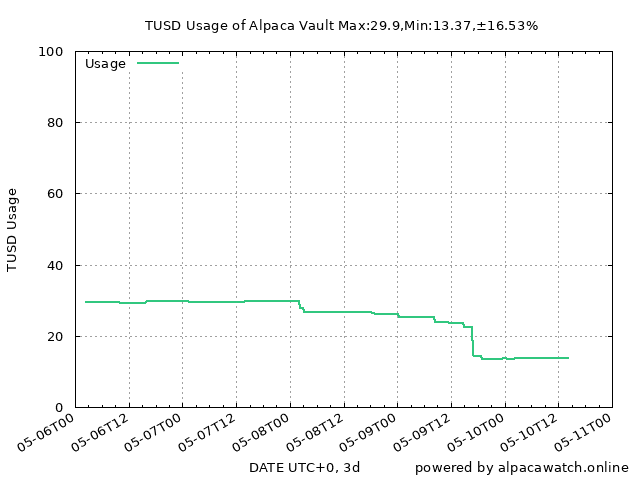 TUSD Usage of Alpaca Vault Max:29.9,Min:13.37,±16.53%
Usage
TUSD Usage
100
80
60
40
20
0
05-06T00
05-06T12
05-07T00
05-07T12
05-08T00
05-08T12
05-09T00
05-09T12
05-10T00
05-10T12
05-11T00
DATE UTC+0, 3d
powered by alpacawatch.online